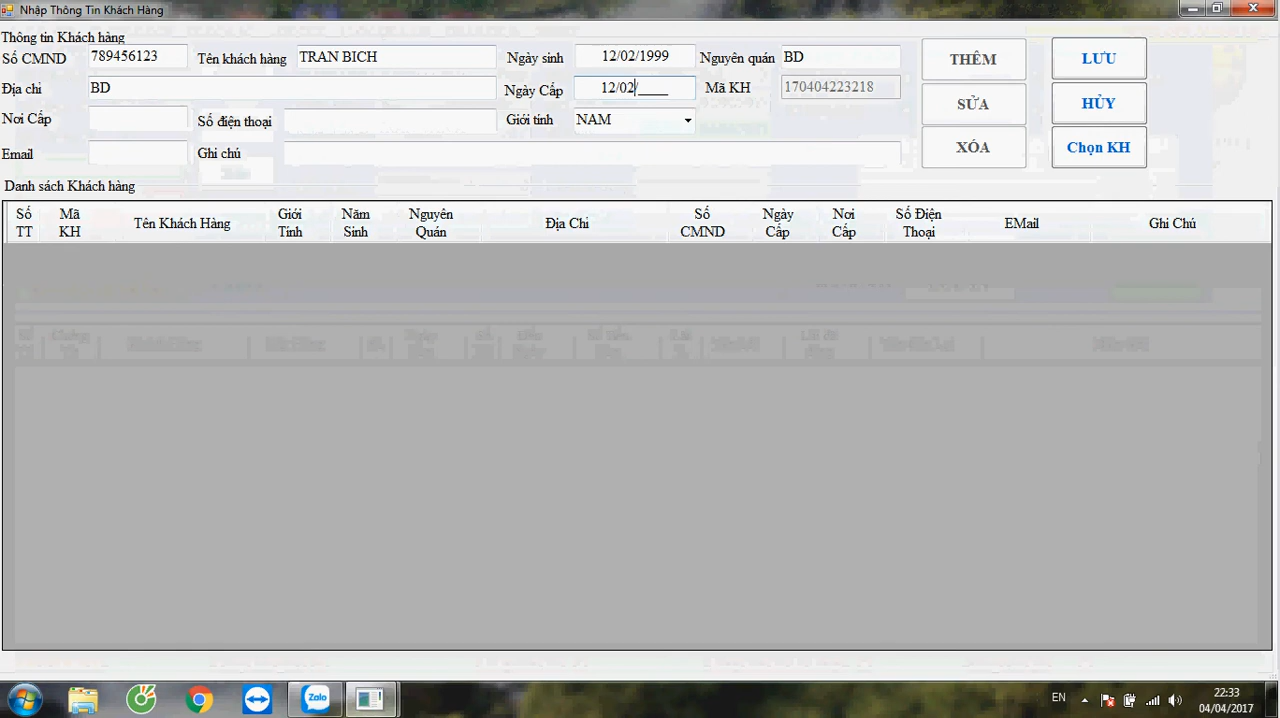 Nhập Thông Tin Khách Hàng
Thông tin Khách hàng
Số CMND 789456123 Tên khách hàng TRAN BICH Ngày sinh 12/02/1999 Nguyên quán BD THÊM LƯU
Địa chỉ BD Ngày Cấp 12/02/____ Mã KH 170404223218 SỬA HỦY
Nơi Cấp Số điện thoại Giới tính NAM
Email Ghi chú XÓA Chọn KH
Danh sách Khách hàng
Số TT Mã KH Tên Khách Hàng Giới Tính Năm Sinh Nguyên Quán Địa Chỉ Số CMND Ngày Cấp Nơi Cấp Số Điện Thoại EMail Ghi Chú
Zalo
EN 22:33
04/04/2017